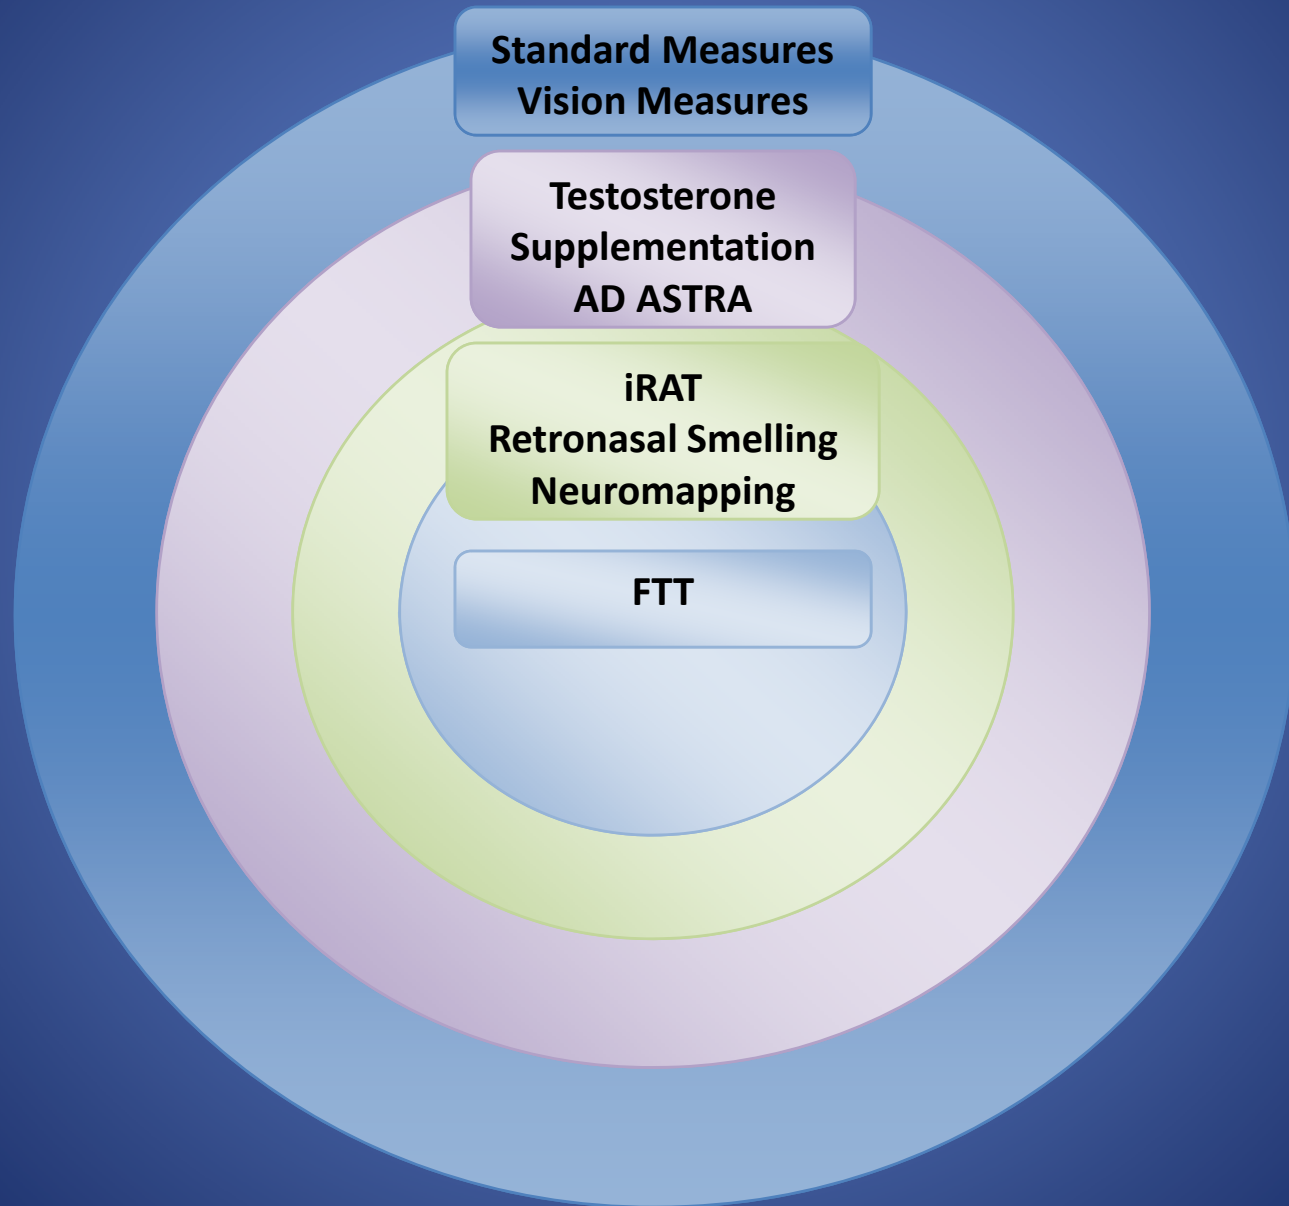 Standard Measures
Vision Measures
Testosterone
Supplementation
AD ASTRA
iRAT
Retronasal Smelling
Neuromapping
FTT